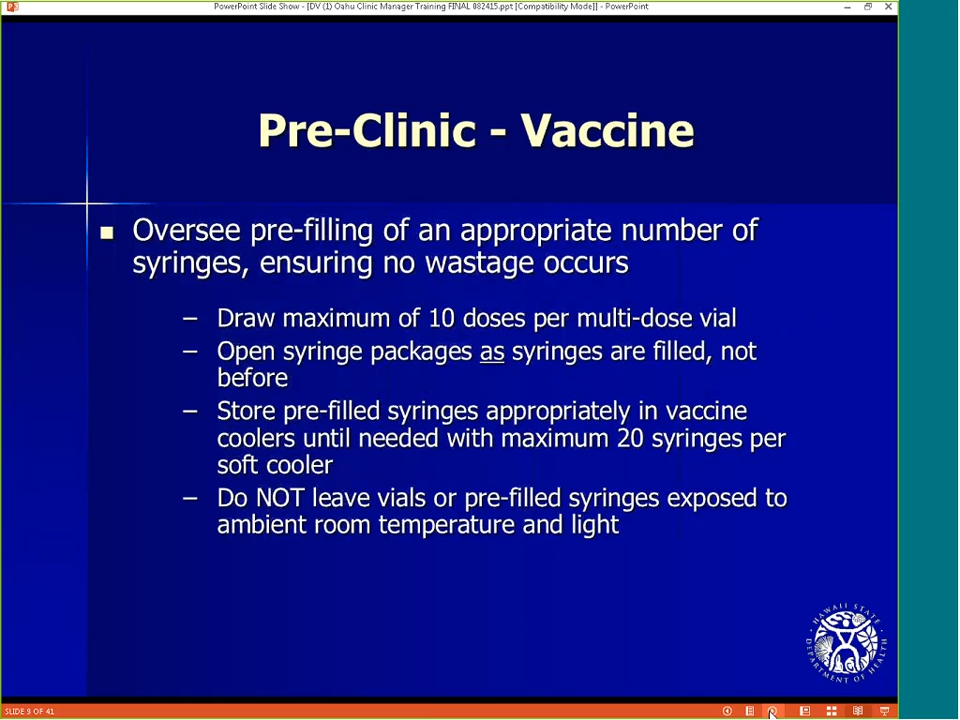 PowerPoint Slide Show - [DV (1) Oahu Clinic Manager Training FINAL 082415.ppt [Compatibility Mode]] - PowerPoint
Pre-Clinic - Vaccine
Oversee pre-filling of an appropriate number of
syringes, ensuring no wastage occurs
– Draw maximum of 10 doses per multi-dose vial
– Open syringe packages as syringes are filled, not
before
– Store pre-filled syringes appropriately in vaccine
coolers until needed with maximum 20 syringes per
soft cooler
– Do NOT leave vials or pre-filled syringes exposed to
ambient room temperature and light
HAWAII STATE
DEPARTMENT OF HEALTH
SLIDE 9 OF 41